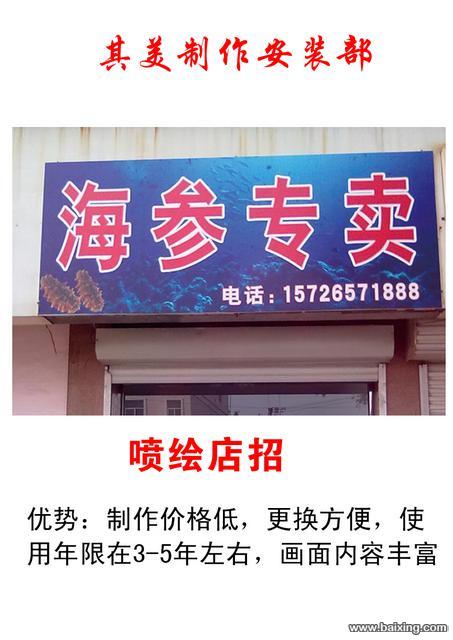 其美制作安装部
海参专卖
电话：15726571888
喷绘店招
优势：制作价格低，更换方便，使
用年限在3-5年左右，画面内容丰富
www.baixing.com